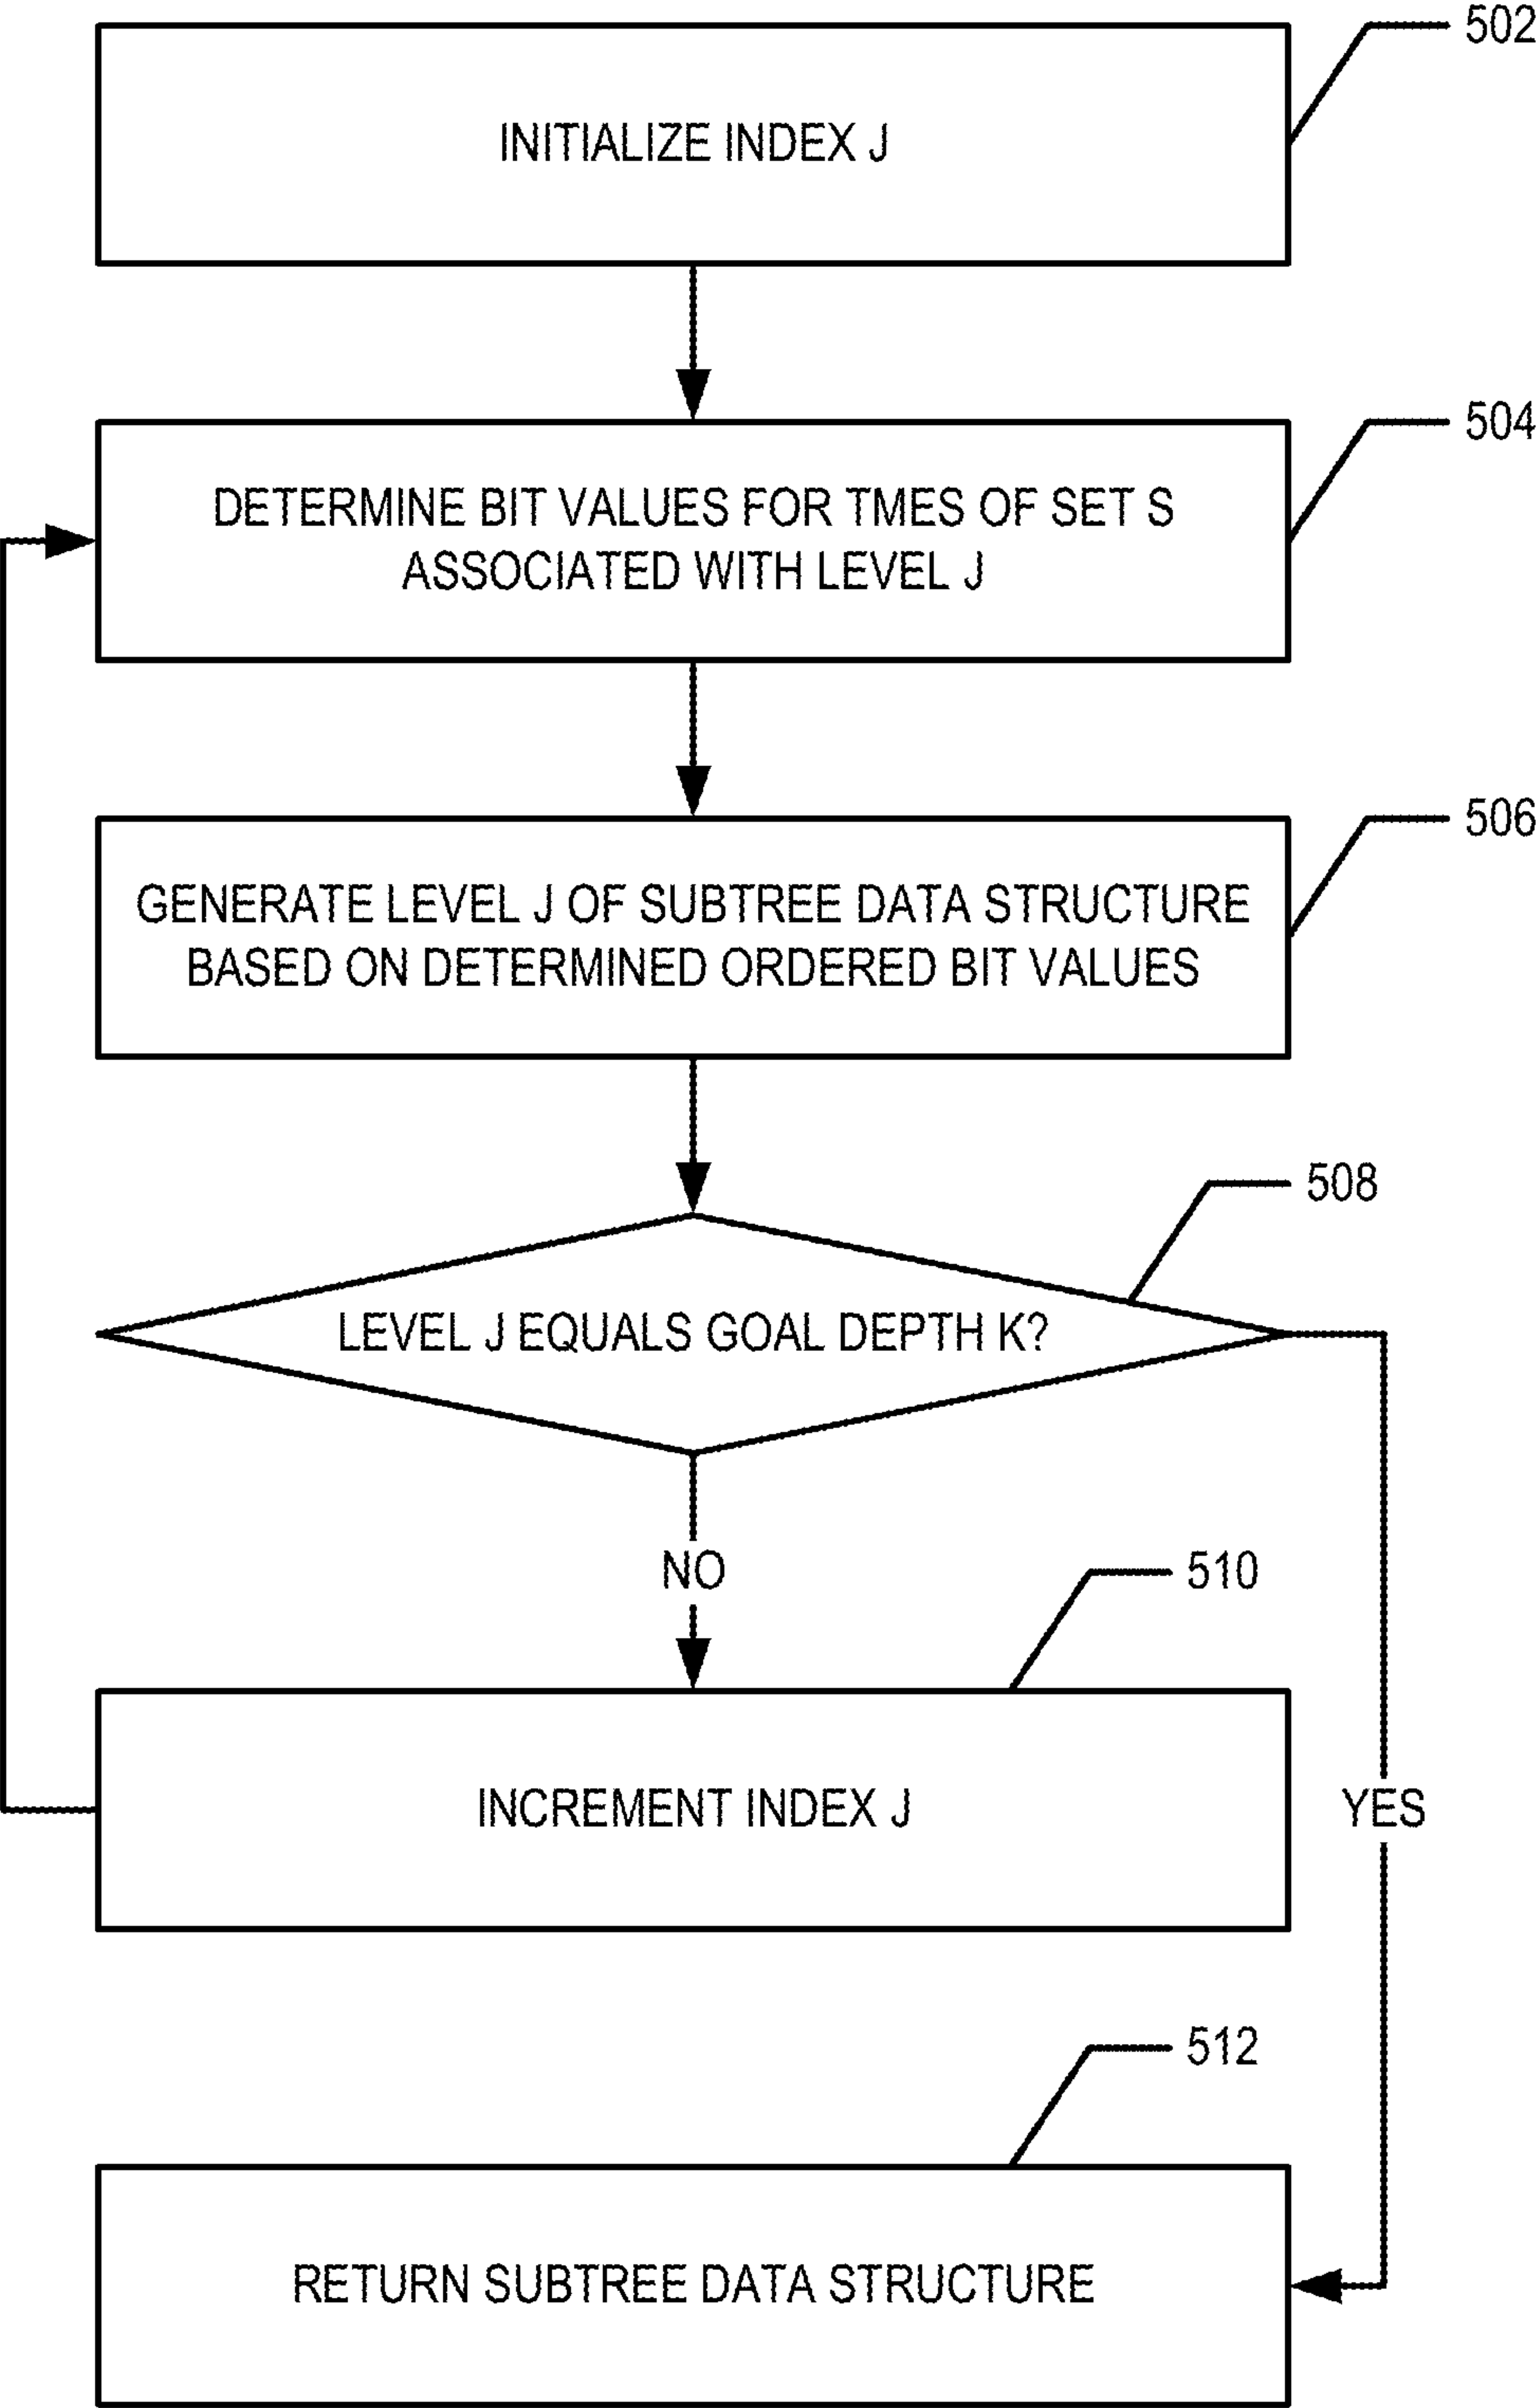 502
INITIALIZE INDEX J
504
DETERMINE BIT VALUES FOR TMES OF SET S
ASSOCIATED WITH LEVEL J
506
GENERATE LEVEL J OF SUBTREE DATA STRUCTURE
BASED ON DETERMINED ORDERED BIT VALUES
508
LEVEL J EQUALS GOAL DEPTH K?
NO
510
INCREMENT INDEX J
YES
512
RETURN SUBTREE DATA STRUCTURE